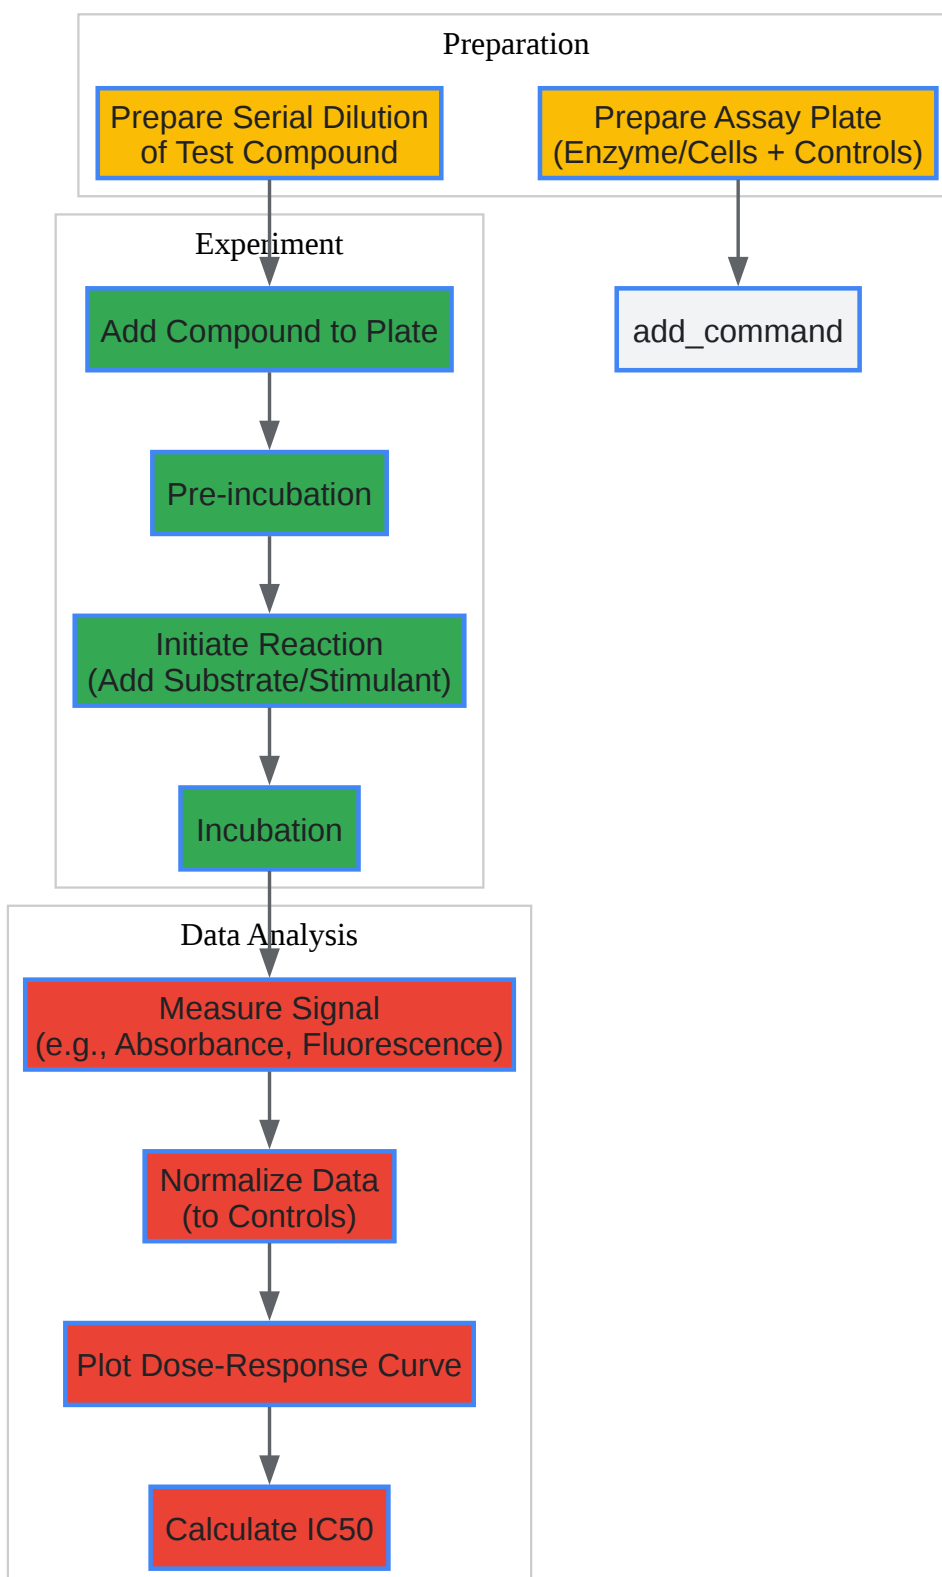 Preparation
Prepare Serial Dilution
of Test Compound
Prepare Assay Plate
(Enzyme/Cells + Controls)
Experiment
Add Compound to Plate
add_command
Pre-incubation
Initiate Reaction
(Add Substrate/Stimulant)
Incubation
Data Analysis
Measure Signal
(e.g., Absorbance, Fluorescence)
Normalize Data
(to Controls)
Plot Dose-Response Curve
Calculate IC50